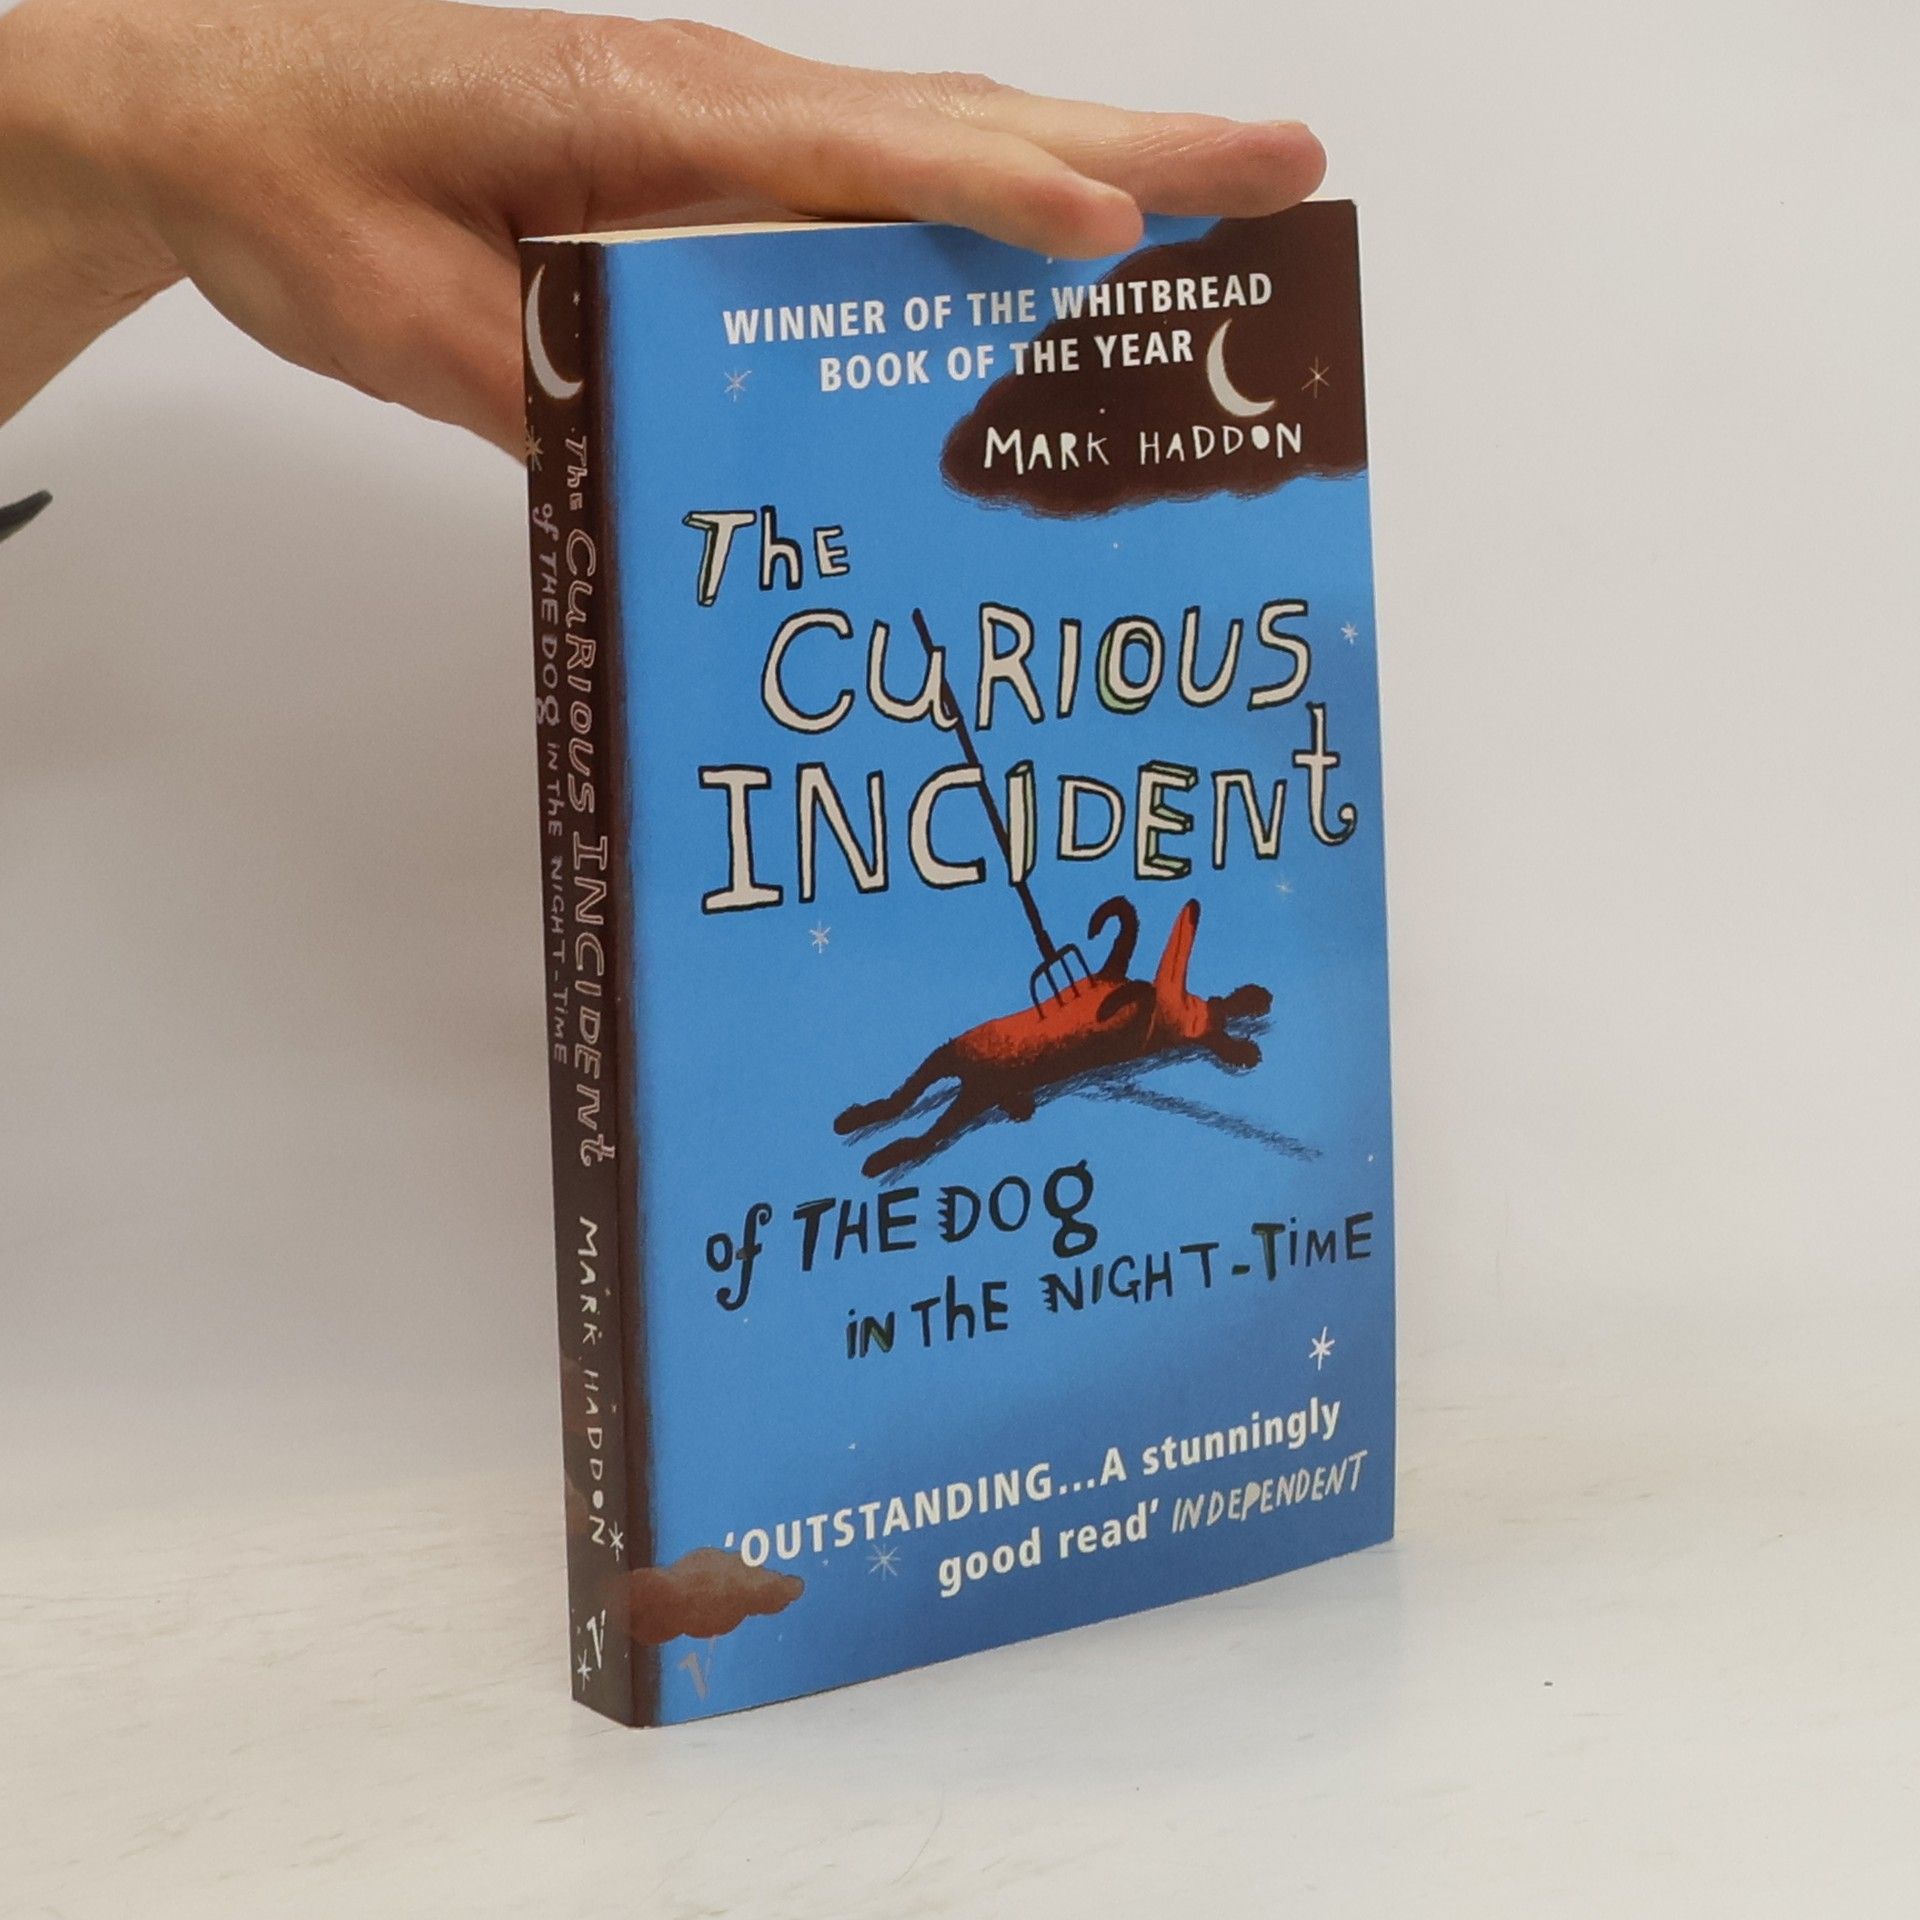 WINNER OF THE WHITBREAD
BOOK OF THE YEAR
MARK HADDON
The
CuRIOUS
INCIDENt
of THE DOg
iN ThE NIGHT-TiME
'OUTSTANDING...A stunningly
good read' INDEPENDENT
V
The CuRIOUS INCIDENt MARK HADDON
of THE DOg iN ThE NIGHT-TiME
V